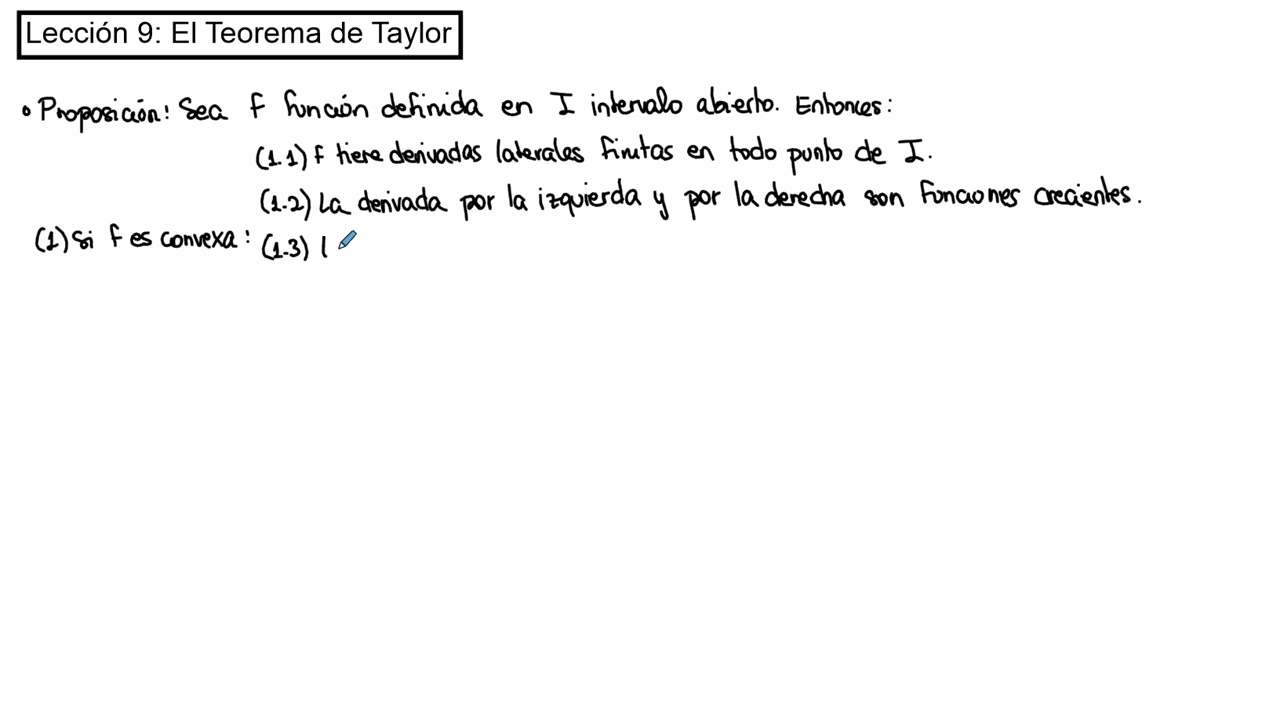 Lección 9: El Teorema de Taylor
• Proposición: Sea f función definida en I intervalo abierto. Entonces:
(1.1) f tiene derivadas laterales finitas en todo punto de I.
(1.2) La derivada por la izquierda y por la derecha son funciones crecientes.
(1) Si f es convexa: (1.3) l